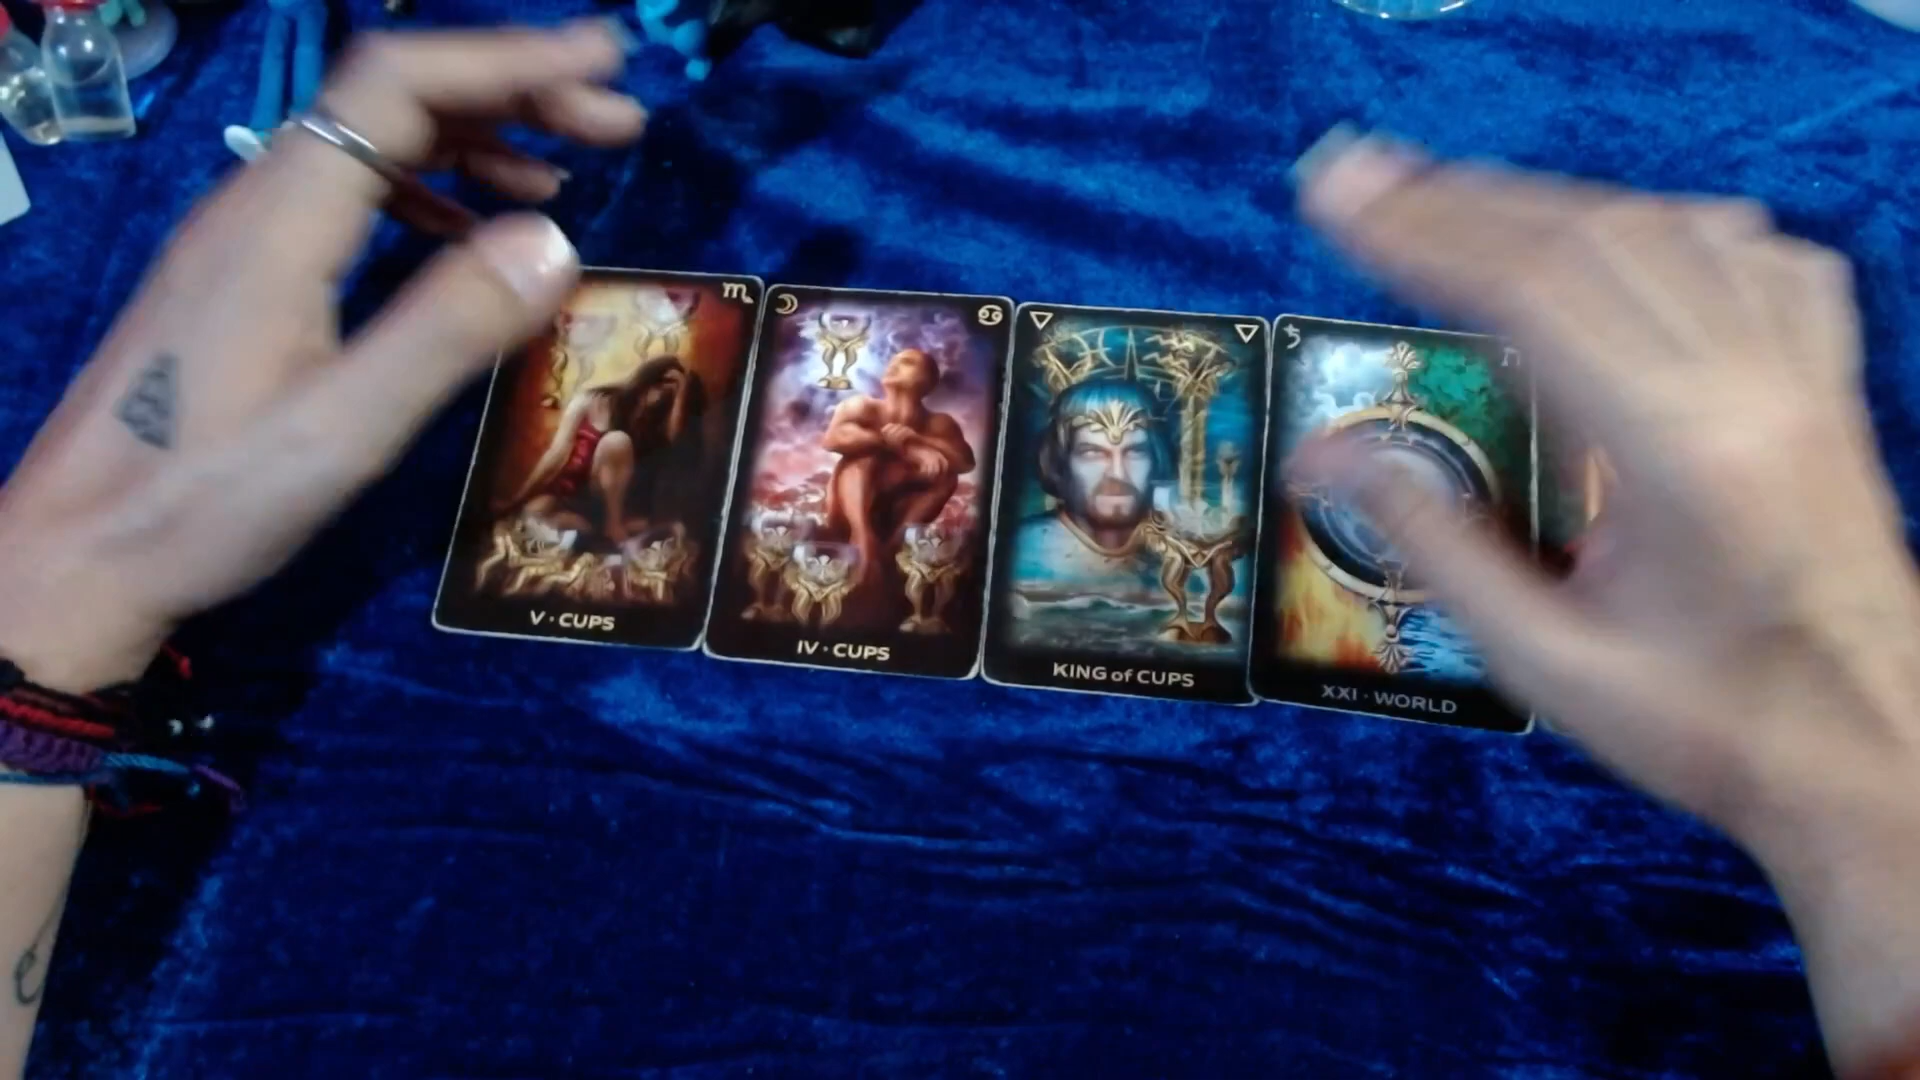 V · CUPS
IV · CUPS
KING of CUPS
XXI · WORLD